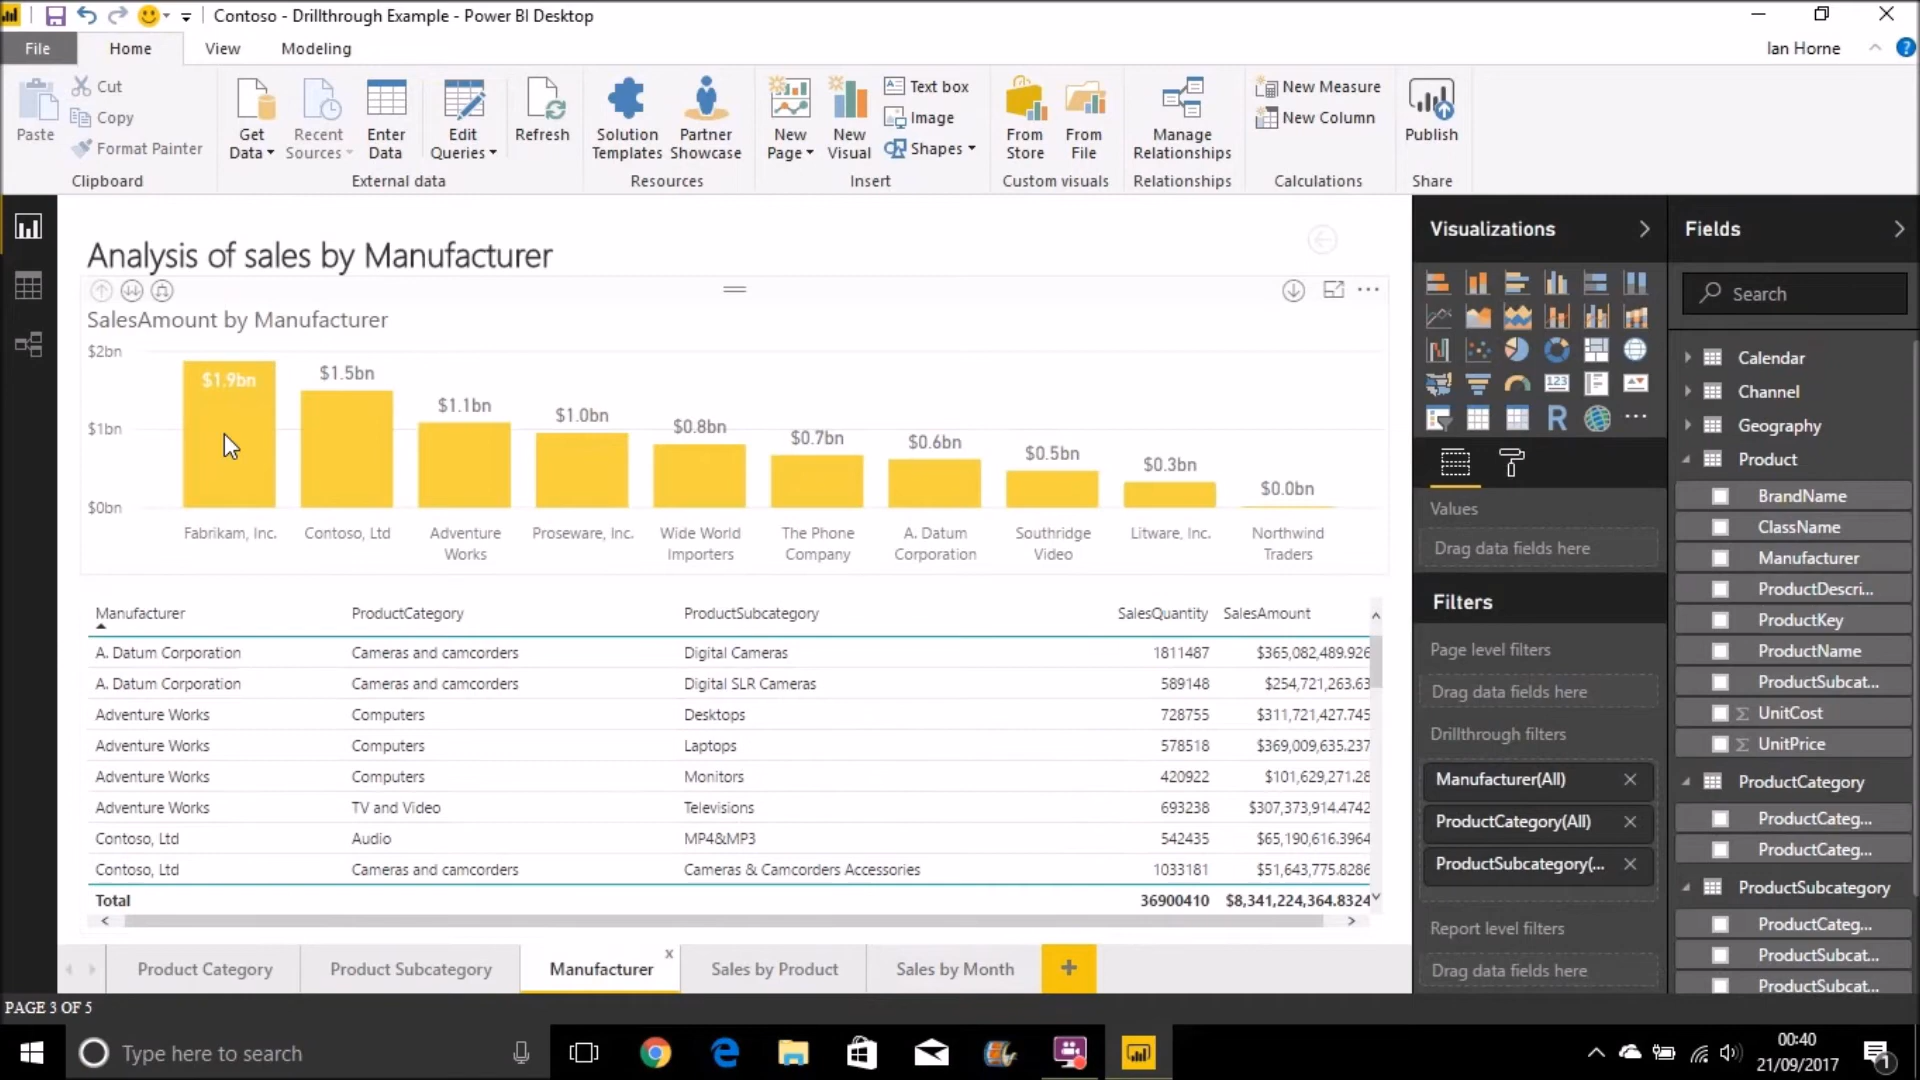 Contoso - Drillthrough Example - Power BI Desktop
File Home View Modeling Ian Horne ?
Paste
Cut
Copy
Format Painter
Clipboard
Get Data
Recent Sources
Enter Data
Edit Queries
External data
Refresh
Solution Templates
Partner Showcase
Resources
New Page
New Visual
Text box
Image
Shapes
Insert
From Store
From File
Custom visuals
Manage Relationships
Relationships
New Measure
New Column
Calculations
Publish
Share
Analysis of sales by Manufacturer
SalesAmount by Manufacturer
$2bn
$1bn
$0bn
$1.9bn $1.5bn $1.1bn $1.0bn $0.8bn $0.7bn $0.6bn $0.5bn $0.3bn $0.0bn
Fabrikam, Inc. Contoso, Ltd Adventure Works Proseware, Inc. Wide World Importers The Phone Company A. Datum Corporation Southridge Video Litware, Inc. Northwind Traders
Manufacturer ProductCategory ProductSubcategory SalesQuantity SalesAmount
A. Datum Corporation Cameras and camcorders Digital Cameras 1811487 $365,082,489.926
A. Datum Corporation Cameras and camcorders Digital SLR Cameras 589148 $254,721,263.63
Adventure Works Computers Desktops 728755 $311,721,427.745
Adventure Works Computers Laptops 578518 $369,009,635.237
Adventure Works Computers Monitors 420922 $101,629,271.28
Adventure Works TV and Video Televisions 693238 $307,373,914.4742
Contoso, Ltd Audio MP4&MP3 542435 $65,190,616.3964
Contoso, Ltd Cameras and camcorders Cameras & Camcorders Accessories 1033181 $51,643,775.8286
Total 36900410 $8,341,224,364.8324
Product Category Product Subcategory Manufacturer x Sales by Product Sales by Month +
PAGE 3 OF 5
Visualizations
123
R
Values
Drag data fields here
Filters
Page level filters
Drag data fields here
Drillthrough filters
Manufacturer(All)
ProductCategory(All)
ProductSubcategory(...
Report level filters
Drag data fields here
Fields
Search
Calendar
Channel
Geography
Product
BrandName
ClassName
Manufacturer
ProductDescri...
ProductKey
ProductName
ProductSubcat...
Σ UnitCost
Σ UnitPrice
ProductCategory
ProductCateg...
ProductCateg...
ProductSubcategory
ProductCateg...
ProductSubcat...
ProductSubcat...
Type here to search
00:40
21/09/2017
1